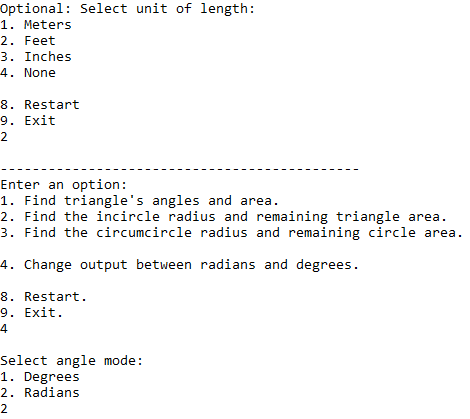 Optional: Select unit of length:
1. Meters
2. Feet
3. Inches
4. None
8. Restart
9. Exit
2
---------------------------------------------
Enter an option:
1. Find triangle's angles and area.
2. Find the incircle radius and remaining triangle area.
3. Find the circumcircle radius and remaining circle area.
4. Change output between radians and degrees.
8. Restart.
9. Exit.
4
Select angle mode:
1. Degrees
2. Radians
2